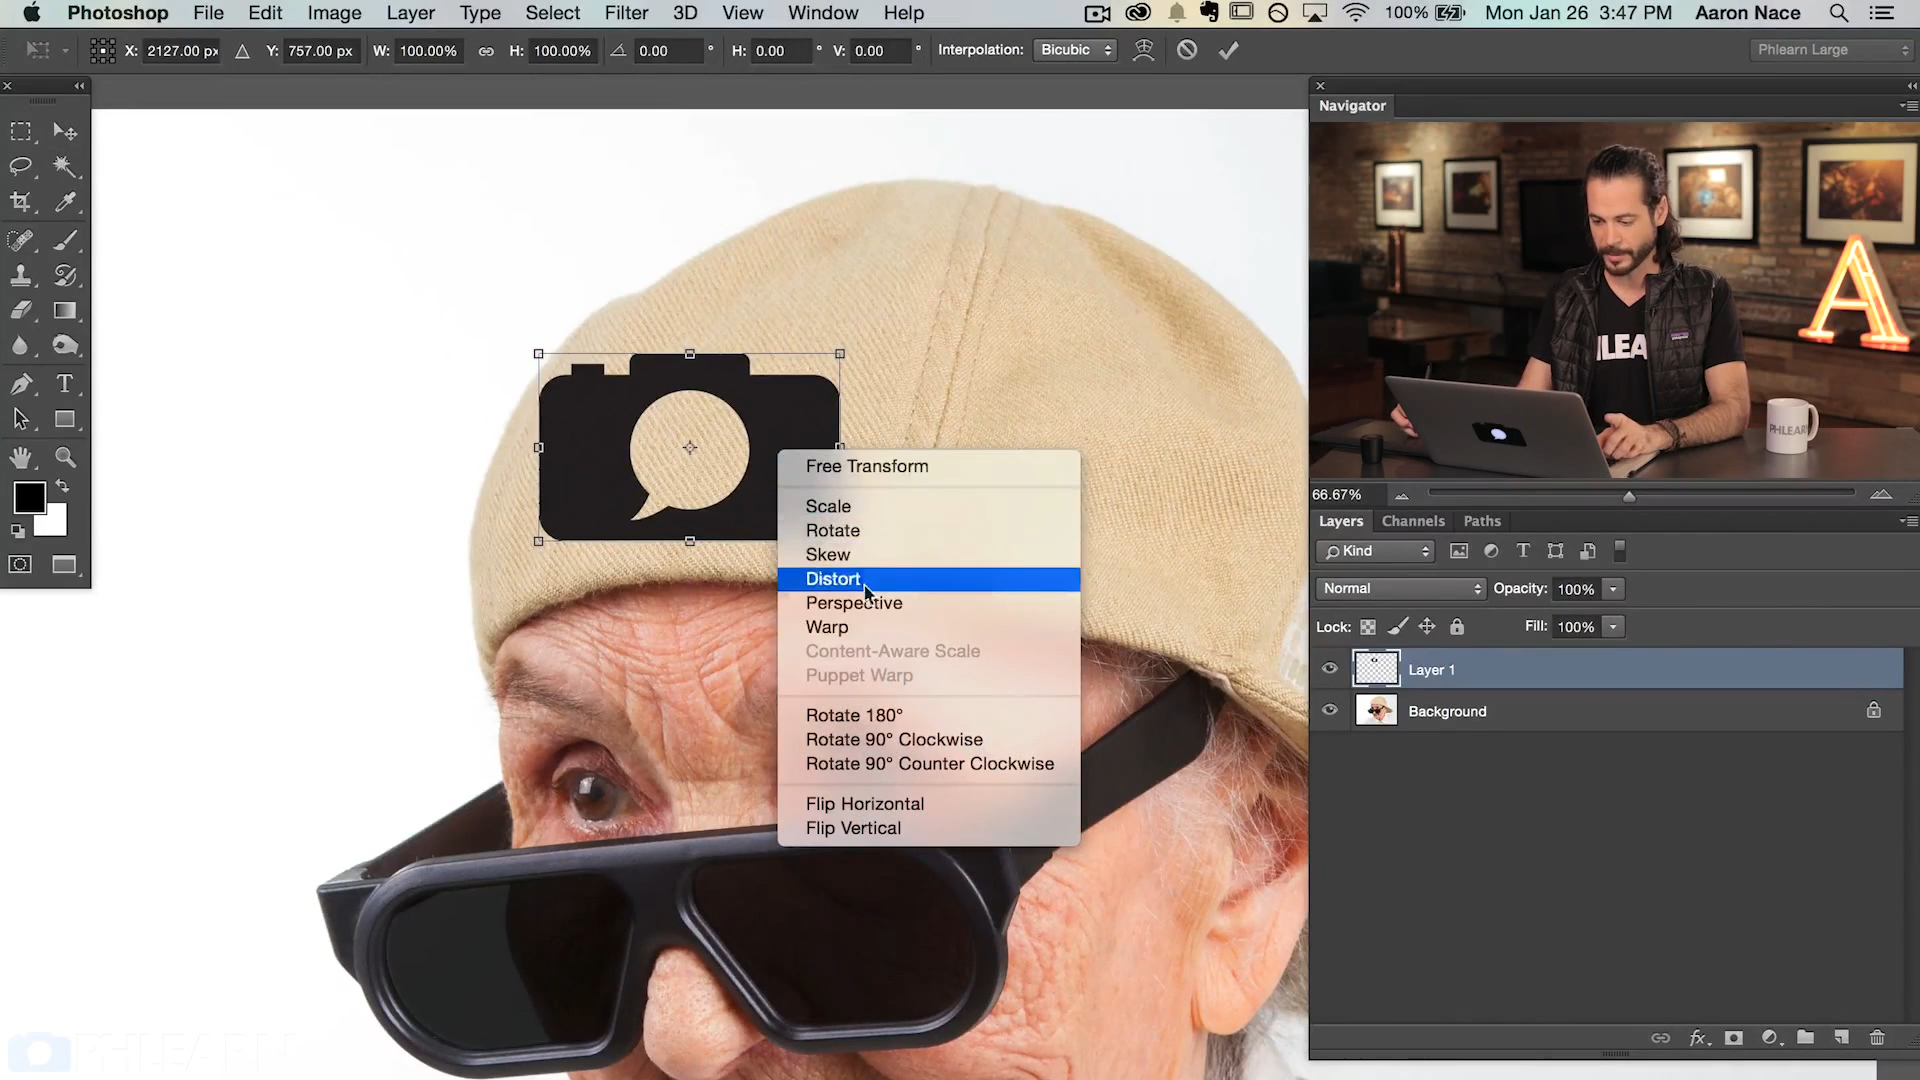 Photoshop File Edit Image Layer Type Select Filter 3D View Window Help 100% Mon Jan 26 3:47 PM Aaron Nace
X: 2127.00 px Y: 757.00 px W: 100.00% H: 100.00% 0.00 ° H: 0.00 ° V: 0.00 ° Interpolation: Bicubic Phlearn Large
Navigator
A
HLEA
PHLEARN
T
Free Transform
Scale
Rotate
Skew
Distort
Perspective
Warp
Content-Aware Scale
Puppet Warp
Rotate 180°
Rotate 90° Clockwise
Rotate 90° Counter Clockwise
Flip Horizontal
Flip Vertical
66.67%
Layers Channels Paths
Kind T
Normal Opacity: 100%
Lock: Fill: 100%
Layer 1
Background
fx
PHLEARN